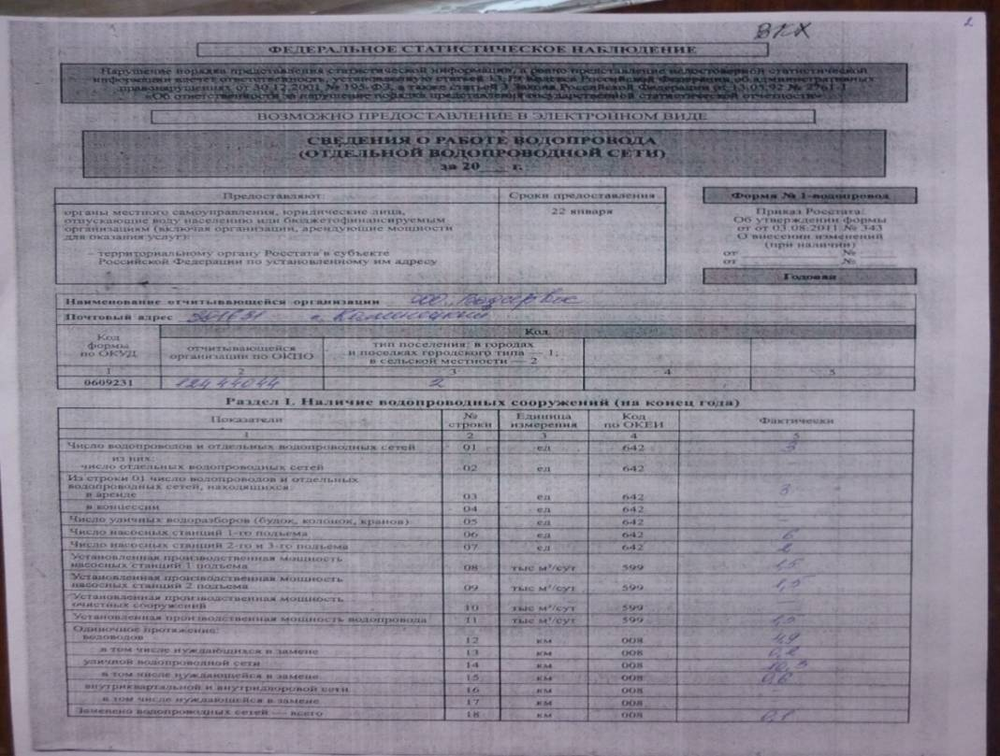 2
ВКХ
ФЕДЕРАЛЬНОЕ СТАТИСТИЧЕСКОЕ НАБЛЮДЕНИЕ
Нарушение порядка представления статистической информации, а равно представление недостоверной статистической
информации влечет ответственность, установленную статьей 13.19 Кодекса Российской Федерации об административных
правонарушениях от 30.12.2001 № 195-ФЗ, а также статьей 3 Закона Российской Федерации от 13.05.92 № 2761-1
«Об ответственности за нарушение порядка представления государственной статистической отчетности»
ВОЗМОЖНО ПРЕДОСТАВЛЕНИЕ В ЭЛЕКТРОННОМ ВИДЕ
СВЕДЕНИЯ О РАБОТЕ ВОДОПРОВОДА
(ОТДЕЛЬНОЙ ВОДОПРОВОДНОЙ СЕТИ)
за 20___ г.
Предоставляют: Сроки предоставления
органы местного самоуправления, юридические лица,
отпускающие воду населению или бюджетофинансируемым
организациям (включая организации, арендующие мощности
для оказания услуг):
– территориальному органу Росстата в субъекте
Российской Федерации по установленному им адресу
22 января
Форма № 1-водопровод
Приказ Росстата:
Об утверждении формы
от от 03.08.2011 № 343
О внесении изменений
(при наличии)
от ________ № ______
от ________ № ______
Годовая
Наименование отчитывающейся организации ООО
Почтовый адрес
Код
формы
по ОКУД
Код
отчитывающейся
организации по ОКПО
тип поселения: в городах
и поселках городского типа — 1;
в сельской местности — 2
1 2 3 4 5
0609231 12444044 2
Раздел I. Наличие водопроводных сооружений (на конец года)
Показатели № строки Единица измерения Код по ОКЕИ Фактически
1 2 3 4 5
Число водопроводов и отдельных водопроводных сетей 01 ед 642 3
из них:
число отдельных водопроводных сетей 02 ед 642
Из строки 01 число водопроводов и отдельных
водопроводных сетей, находящихся:
в аренде 03 ед 642 3
в концессии 04 ед 642
Число уличных водоразборов (будок, колонок, кранов) 05 ед 642
Число насосных станций 1-го подъема 06 ед 642 6
Число насосных станций 2-го и 3-го подъема 07 ед 642 2
Установленная производственная мощность
насосных станций 1 подъема 08 тыс м³/сут 599 1,5
Установленная производственная мощность
насосных станций 2 подъема 09 тыс м³/сут 599 1,5
Установленная производственная мощность
очистных сооружений 10 тыс м³/сут 599 —
Установленная производственная мощность водопровода 11 тыс м³/сут 599
Одиночное протяжение:
водоводов 12 км 008 4,9
в том числе нуждающихся в замене 13 км 008 0,2
уличной водопроводной сети 14 км 008 10,3
в том числе нуждающейся в замене 15 км 008 0,6
внутриквартальной и внутридворовой сети 16 км 008
в том числе нуждающейся в замене 17 км 008
Заменено водопроводных сетей — всего 18 км 008 0,1